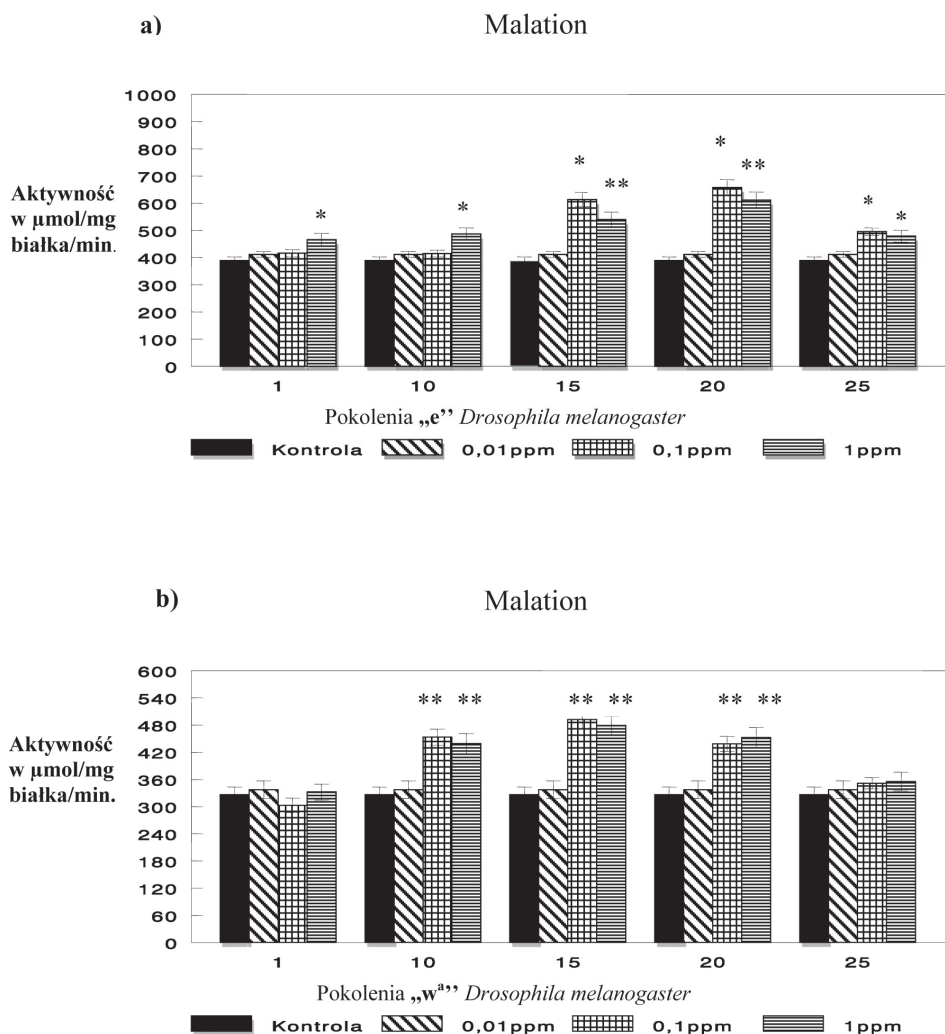 a) Malation
1000
900
800
700
600
500
400
300
200
100
0
Aktywność
w µmol/mg
białka/min.
*
*
* **
* **
* *
1 10 15 20 25
Pokolenia „e” Drosophila melanogaster
Kontrola 0,01ppm 0,1ppm 1ppm
b) Malation
600
540
480
420
360
300
240
180
120
60
0
Aktywność
w µmol/mg
białka/min.
** ** ** ** ** **
1 10 15 20 25
Pokolenia „wᵃ” Drosophila melanogaster
Kontrola 0,01ppm 0,1ppm 1ppm